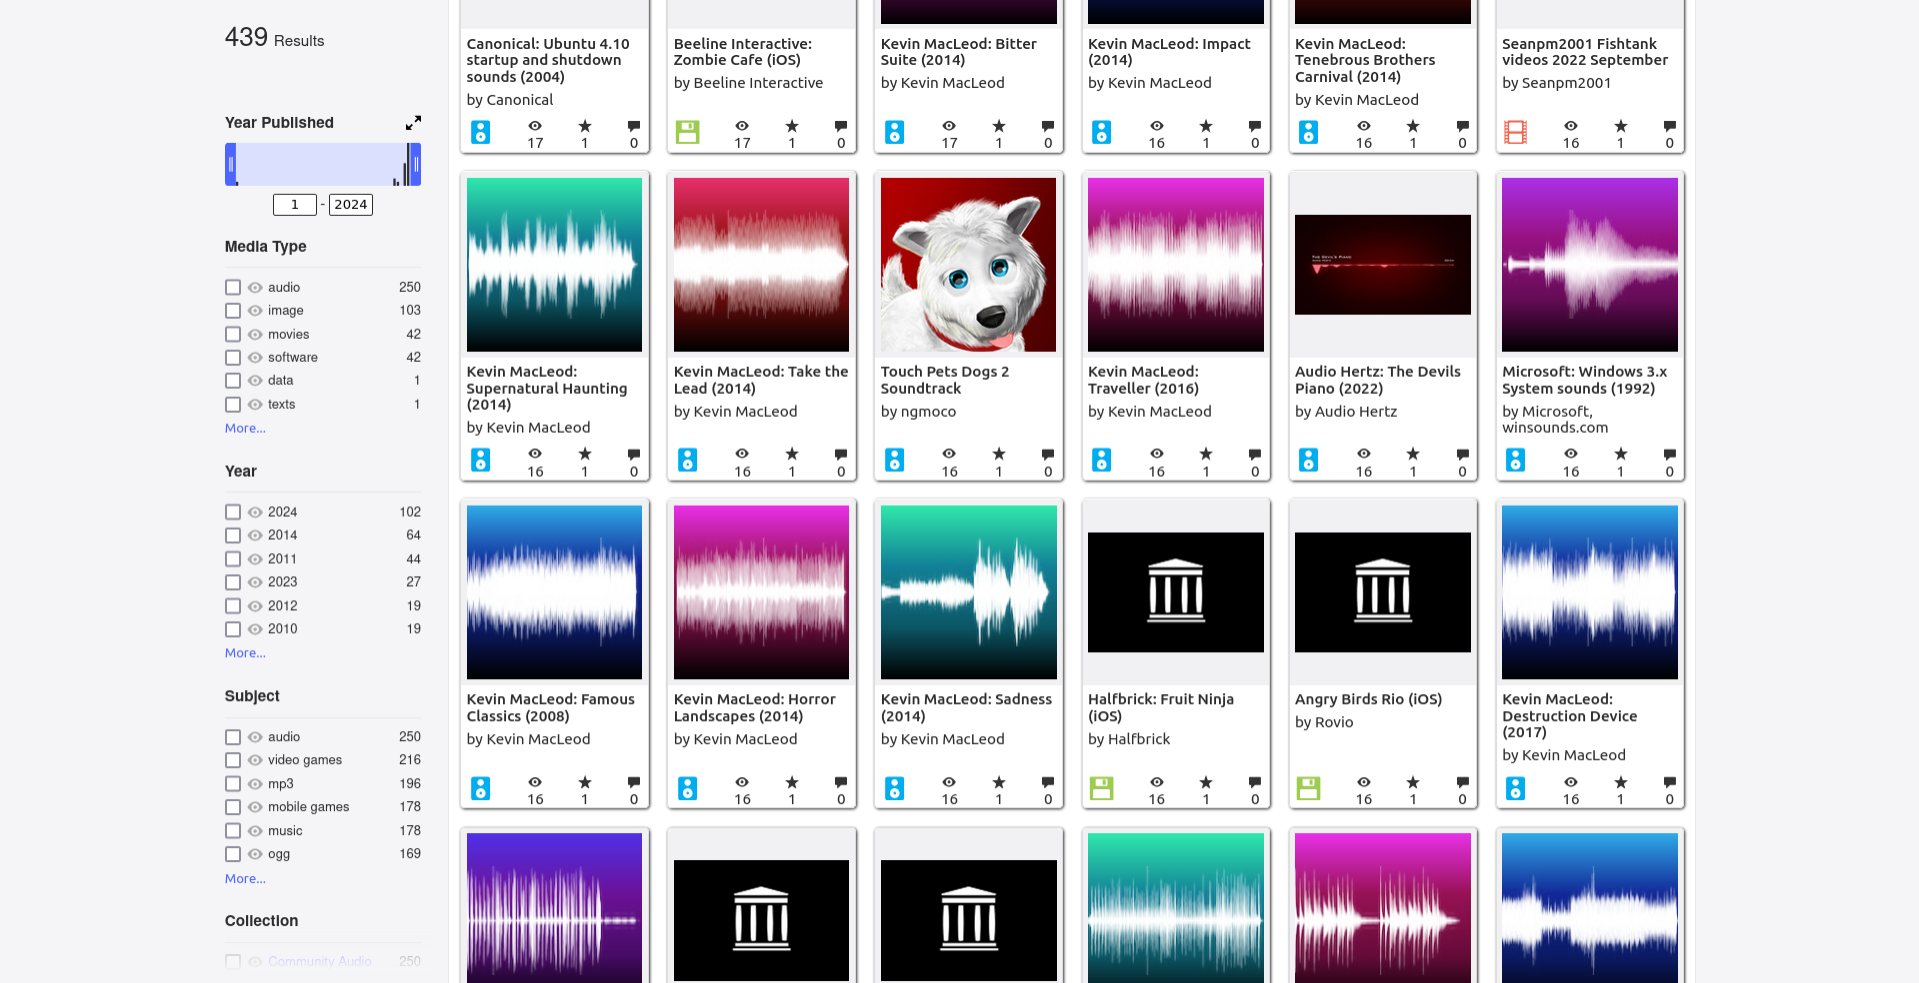 439 Results
Year Published
1 - 2024
Media Type
audio 250
image 103
movies 42
software 42
data 1
texts 1
More...
Year
2024 102
2014 64
2011 44
2023 27
2012 19
2010 19
More...
Subject
audio 250
video games 216
mp3 196
mobile games 178
music 178
ogg 169
More...
Collection
Community Audio 250
Canonical: Ubuntu 4.10
startup and shutdown
sounds (2004)
by Canonical
17 1 0
Beeline Interactive:
Zombie Cafe (iOS)
by Beeline Interactive
17 1 0
Kevin MacLeod: Bitter
Suite (2014)
by Kevin MacLeod
17 1 0
Kevin MacLeod: Impact
(2014)
by Kevin MacLeod
16 1 0
Kevin MacLeod:
Tenebrous Brothers
Carnival (2014)
by Kevin MacLeod
16 1 0
Seanpm2001 Fishtank
videos 2022 September
by Seanpm2001
16 1 0
Kevin MacLeod:
Supernatural Haunting
(2014)
by Kevin MacLeod
16 1 0
Kevin MacLeod: Take the
Lead (2014)
by Kevin MacLeod
16 1 0
Touch Pets Dogs 2
Soundtrack
by ngmoco
16 1 0
Kevin MacLeod:
Traveller (2016)
by Kevin MacLeod
16 1 0
THE DEVIL'S PIANO
Audio Hertz: The Devils
Piano (2022)
by Audio Hertz
16 1 0
Microsoft: Windows 3.x
System sounds (1992)
by Microsoft,
winsounds.com
16 1 0
Kevin MacLeod: Famous
Classics (2008)
by Kevin MacLeod
16 1 0
Kevin MacLeod: Horror
Landscapes (2014)
by Kevin MacLeod
16 1 0
Kevin MacLeod: Sadness
(2014)
by Kevin MacLeod
16 1 0
Halfbrick: Fruit Ninja
(iOS)
by Halfbrick
16 1 0
Angry Birds Rio (iOS)
by Rovio
16 1 0
Kevin MacLeod:
Destruction Device
(2017)
by Kevin MacLeod
16 1 0